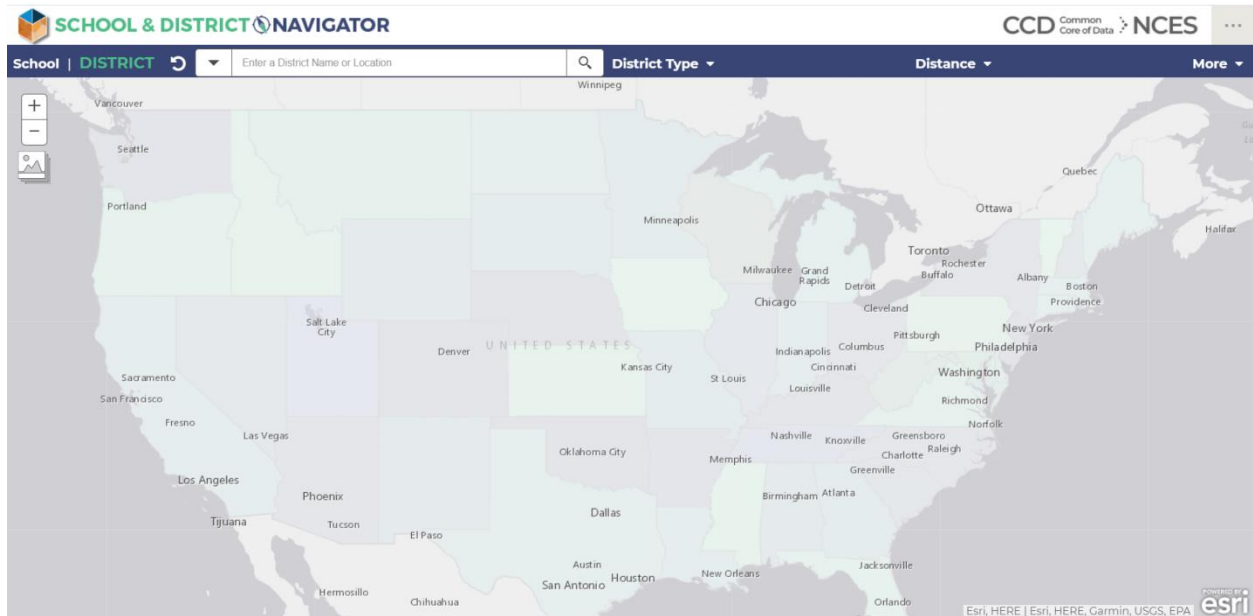 SCHOOL & DISTRICT NAVIGATOR
CCD Common Core of Data NCES
School | DISTRICT
Enter a District Name or Location
District Type
Distance
More
Winnipeg
Vancouver
Seattle
Quebec
Portland
Ottawa
Minneapolis
Halifax
Toronto
Rochester
Milwaukee
Grand Rapids
Buffalo
Albany
Detroit
Boston
Chicago
Cleveland
Providence
Salt Lake City
New York
Pittsburgh
UNITED STATES
Denver
Indianapolis
Columbus
Philadelphia
Kansas City
Cincinnati
Washington
Sacramento
St Louis
Louisville
San Francisco
Richmond
Fresno
Norfolk
Las Vegas
Nashville
Knoxville
Greensboro
Oklahoma City
Memphis
Charlotte
Raleigh
Greenville
Los Angeles
Phoenix
Birmingham
Atlanta
Tijuana
Tucson
Dallas
El Paso
Austin
Jacksonville
San Antonio
Houston
New Orleans
Hermosillo
Chihuahua
Orlando
Esri, HERE | Esri, HERE, Garmin, USGS, EPA
POWERED BY
esri